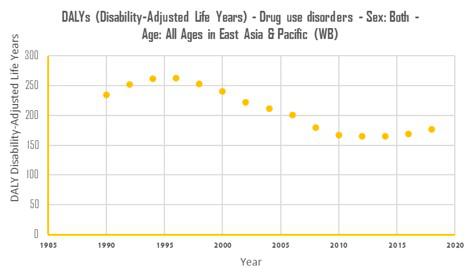 DALYs (Disability-Adjusted Life Years) - Drug use disorders - Sex: Both -
Age: All Ages in East Asia & Pacific (WB)
DALY Disability-Adjusted Life Years
300
250
200
150
100
50
0
1985 1990 1995 2000 2005 2010 2015 2020
Year